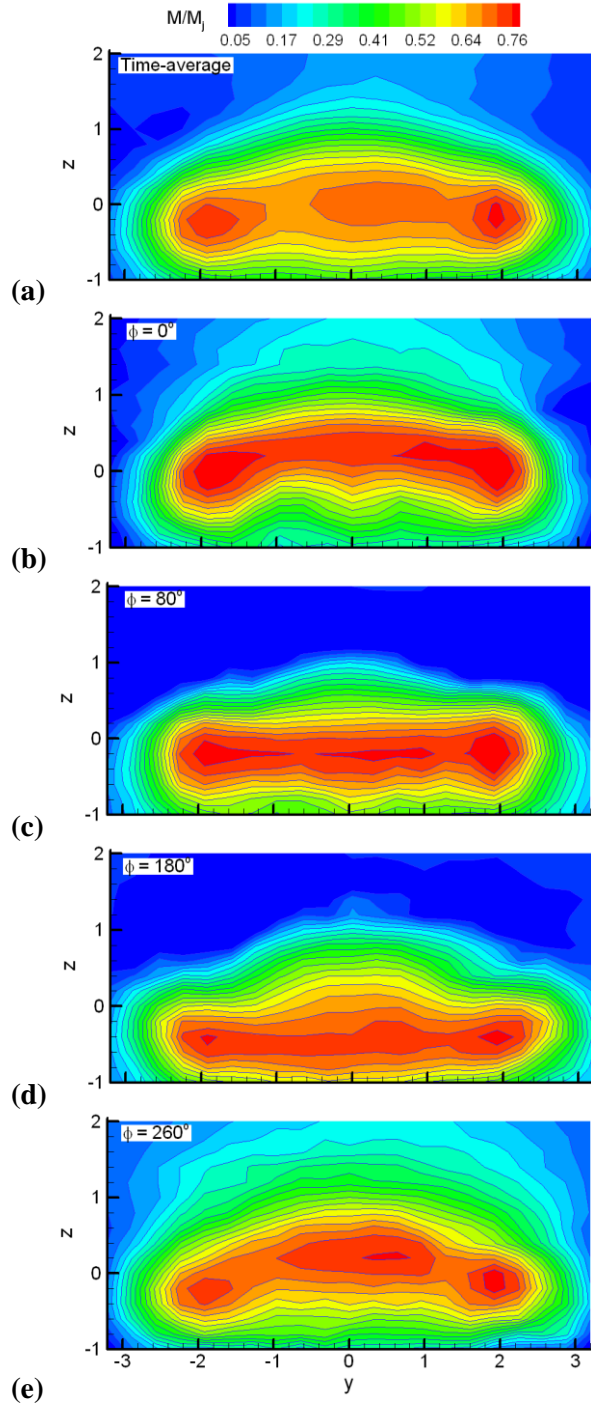 M/M_J
0.05 0.17 0.29 0.41 0.52 0.64 0.76
Time-average
2
1
z
0
-1
(a)
ϕ = 0°
2
1
z
0
-1
(b)
ϕ = 80°
2
1
z
0
-1
(c)
ϕ = 180°
2
1
z
0
-1
(d)
ϕ = 260°
2
1
z
0
-1
-3 -2 -1 0 1 2 3
y
(e)